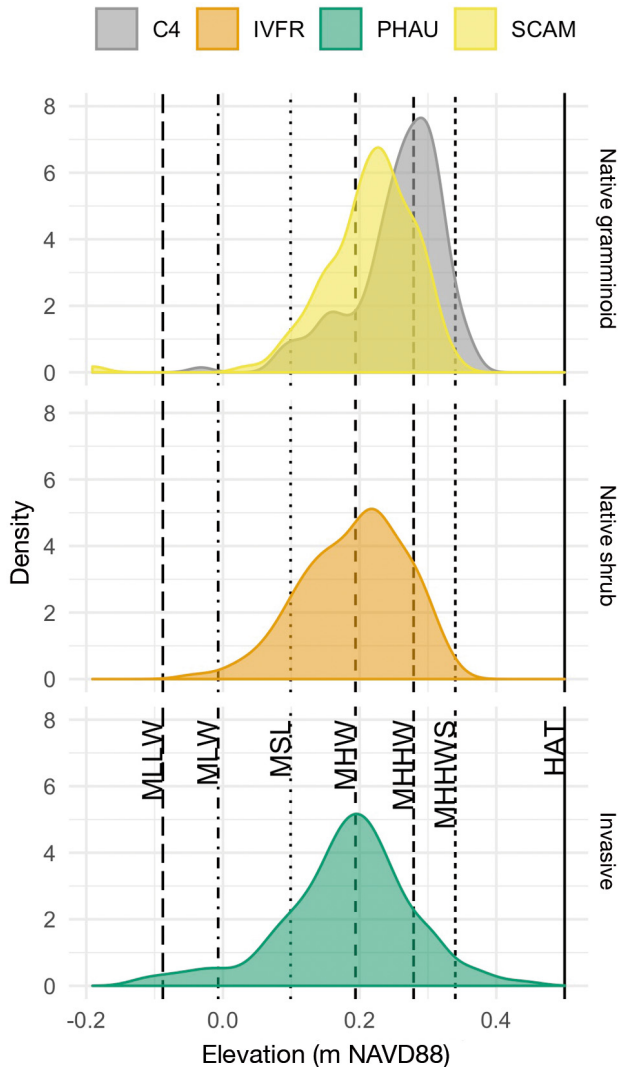 C4 IVFR PHAU SCAM
8
6
4
2
0
Native gramminoid
8
6
4
2
0
Native shrub
Density
8
6
4
2
0
MLLW MLW MSL MHW MHHW MHHWS HAT
Invasive
-0.2 0.0 0.2 0.4
Elevation (m NAVD88)